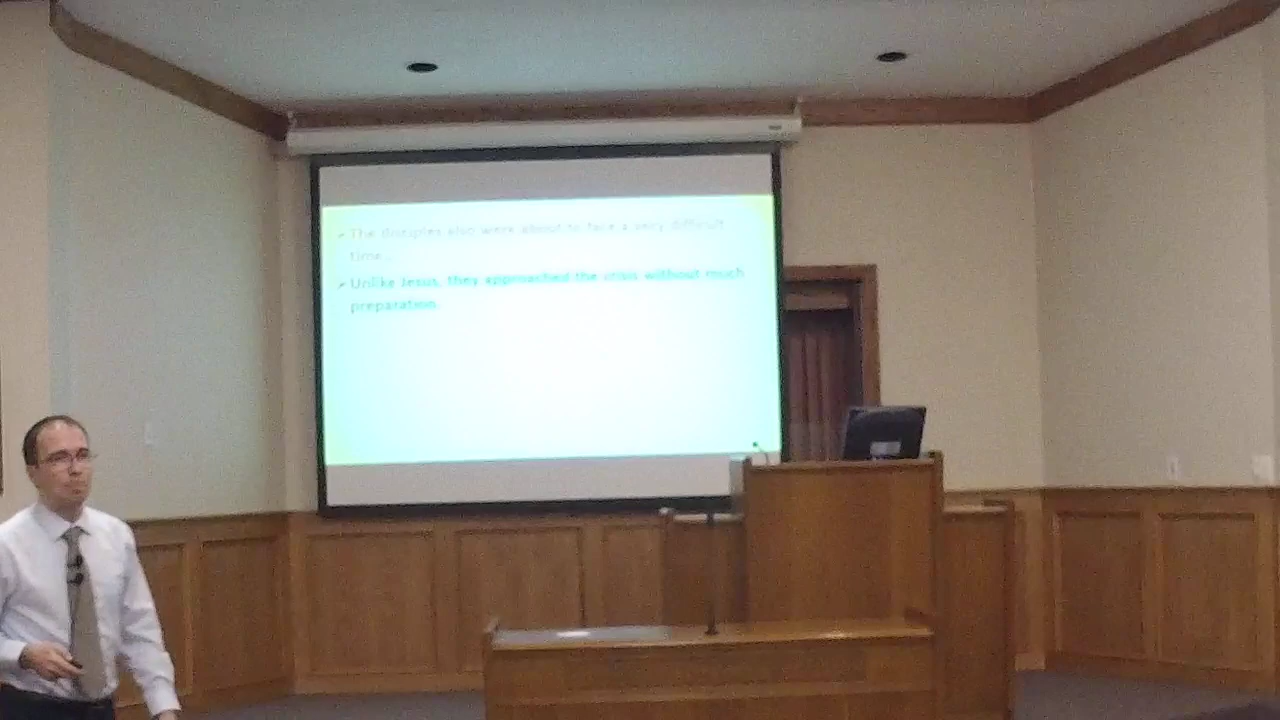 The disciples also were about to face a very difficult
time.
Unlike Jesus, they approached the crisis without much
preparation.